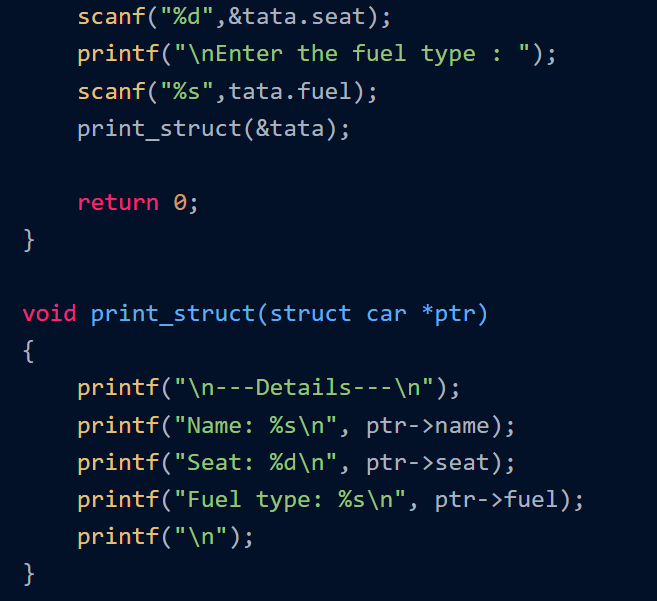 scanf("%d",&tata.seat);
printf("\nEnter the fuel type : ");
scanf("%s",tata.fuel);
print_struct(&tata);
return 0;
}
void print_struct(struct car *ptr)
{
printf("\n---Details---\n");
printf("Name: %s\n", ptr->name);
printf("Seat: %d\n", ptr->seat);
printf("Fuel type: %s\n", ptr->fuel);
printf("\n");
}